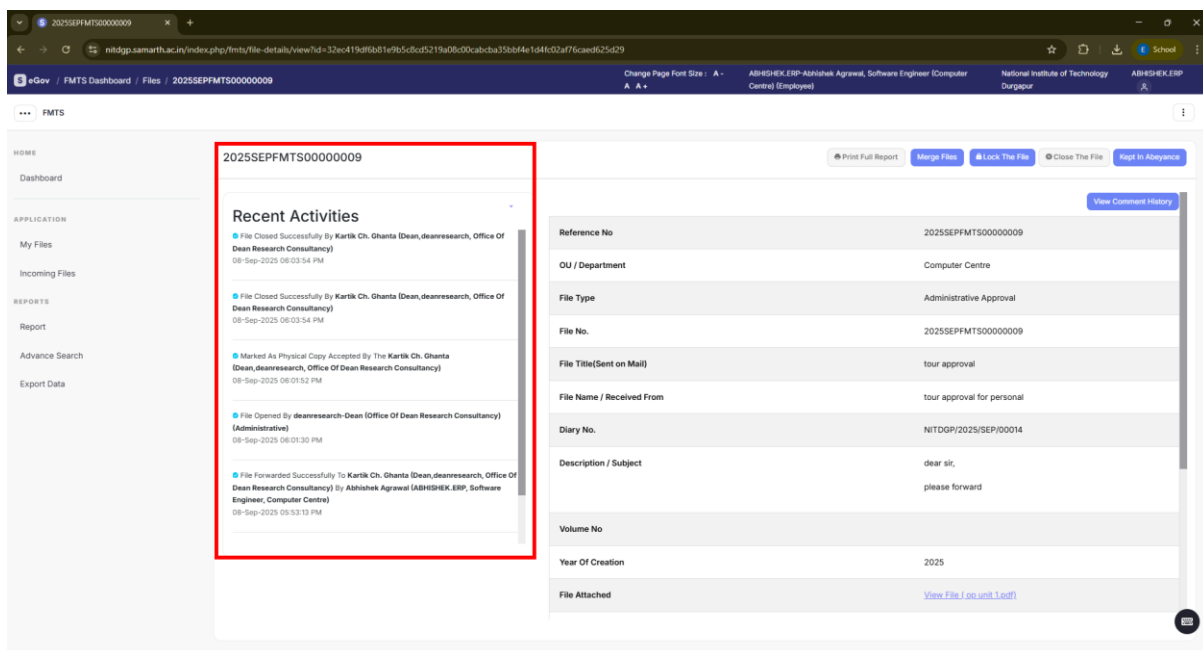 2025SEPFMTS00000009
nitdgp.samarth.ac.in/index.php/fmts/file-details/view?id=32ec419df6b81e9b5c8cd5219a08c00cabcba35bbf4e1d4fc02af76caed625d29
School
eGov / FMTS Dashboard / Files / 2025SEPFMTS00000009
Change Page Font Size : A -
A A +
ABHISHEK.ERP-Abhishek Agrawal, Software Engineer (Computer
Centre) (Employee)
National Institute of Technology
Durgapur
ABHISHEK.ERP
FMTS
HOME
Dashboard
APPLICATION
My Files
Incoming Files
REPORTS
Report
Advance Search
Export Data
2025SEPFMTS00000009
Print Full Report
Merge Files
Lock The File
Close The File
Kept In Abeyance
Recent Activities
File Closed Successfully By Kartik Ch. Ghanta (Dean,deanresearch, Office Of
Dean Research Consultancy)
08-Sep-2025 06:03:54 PM
File Closed Successfully By Kartik Ch. Ghanta (Dean,deanresearch, Office Of
Dean Research Consultancy)
08-Sep-2025 06:03:54 PM
Marked As Physical Copy Accepted By The Kartik Ch. Ghanta
(Dean,deanresearch, Office Of Dean Research Consultancy)
08-Sep-2025 06:01:52 PM
File Opened By deanresearch-Dean (Office Of Dean Research Consultancy)
(Administrative)
08-Sep-2025 06:01:30 PM
File Forwarded Successfully To Kartik Ch. Ghanta (Dean,deanresearch, Office Of
Dean Research Consultancy) By Abhishek Agrawal (ABHISHEK.ERP, Software
Engineer, Computer Centre)
08-Sep-2025 05:53:13 PM
View Comment History
Reference No 2025SEPFMTS00000009
OU / Department Computer Centre
File Type Administrative Approval
File No. 2025SEPFMTS00000009
File Title(Sent on Mail) tour approval
File Name / Received From tour approval for personal
Diary No. NITDGP/2025/SEP/00014
Description / Subject dear sir,
please forward
Volume No
Year Of Creation 2025
File Attached View File ( op unit 1.pdf)